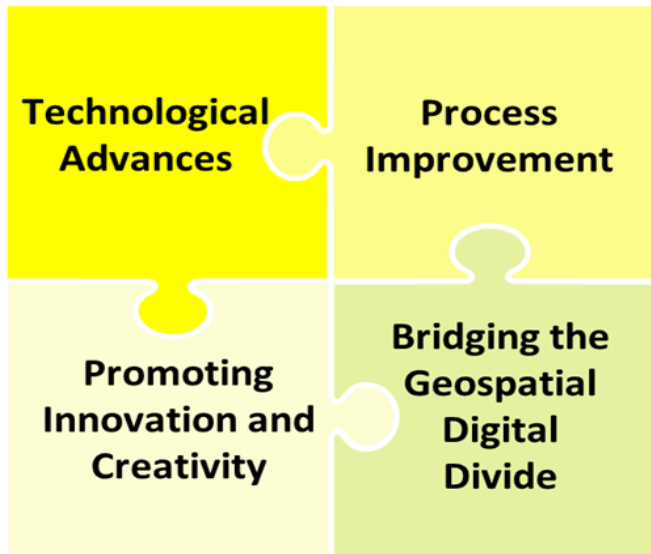 Technological
Advances
Process
Improvement
Promoting
Innovation and
Creativity
Bridging the
Geospatial
Digital
Divide